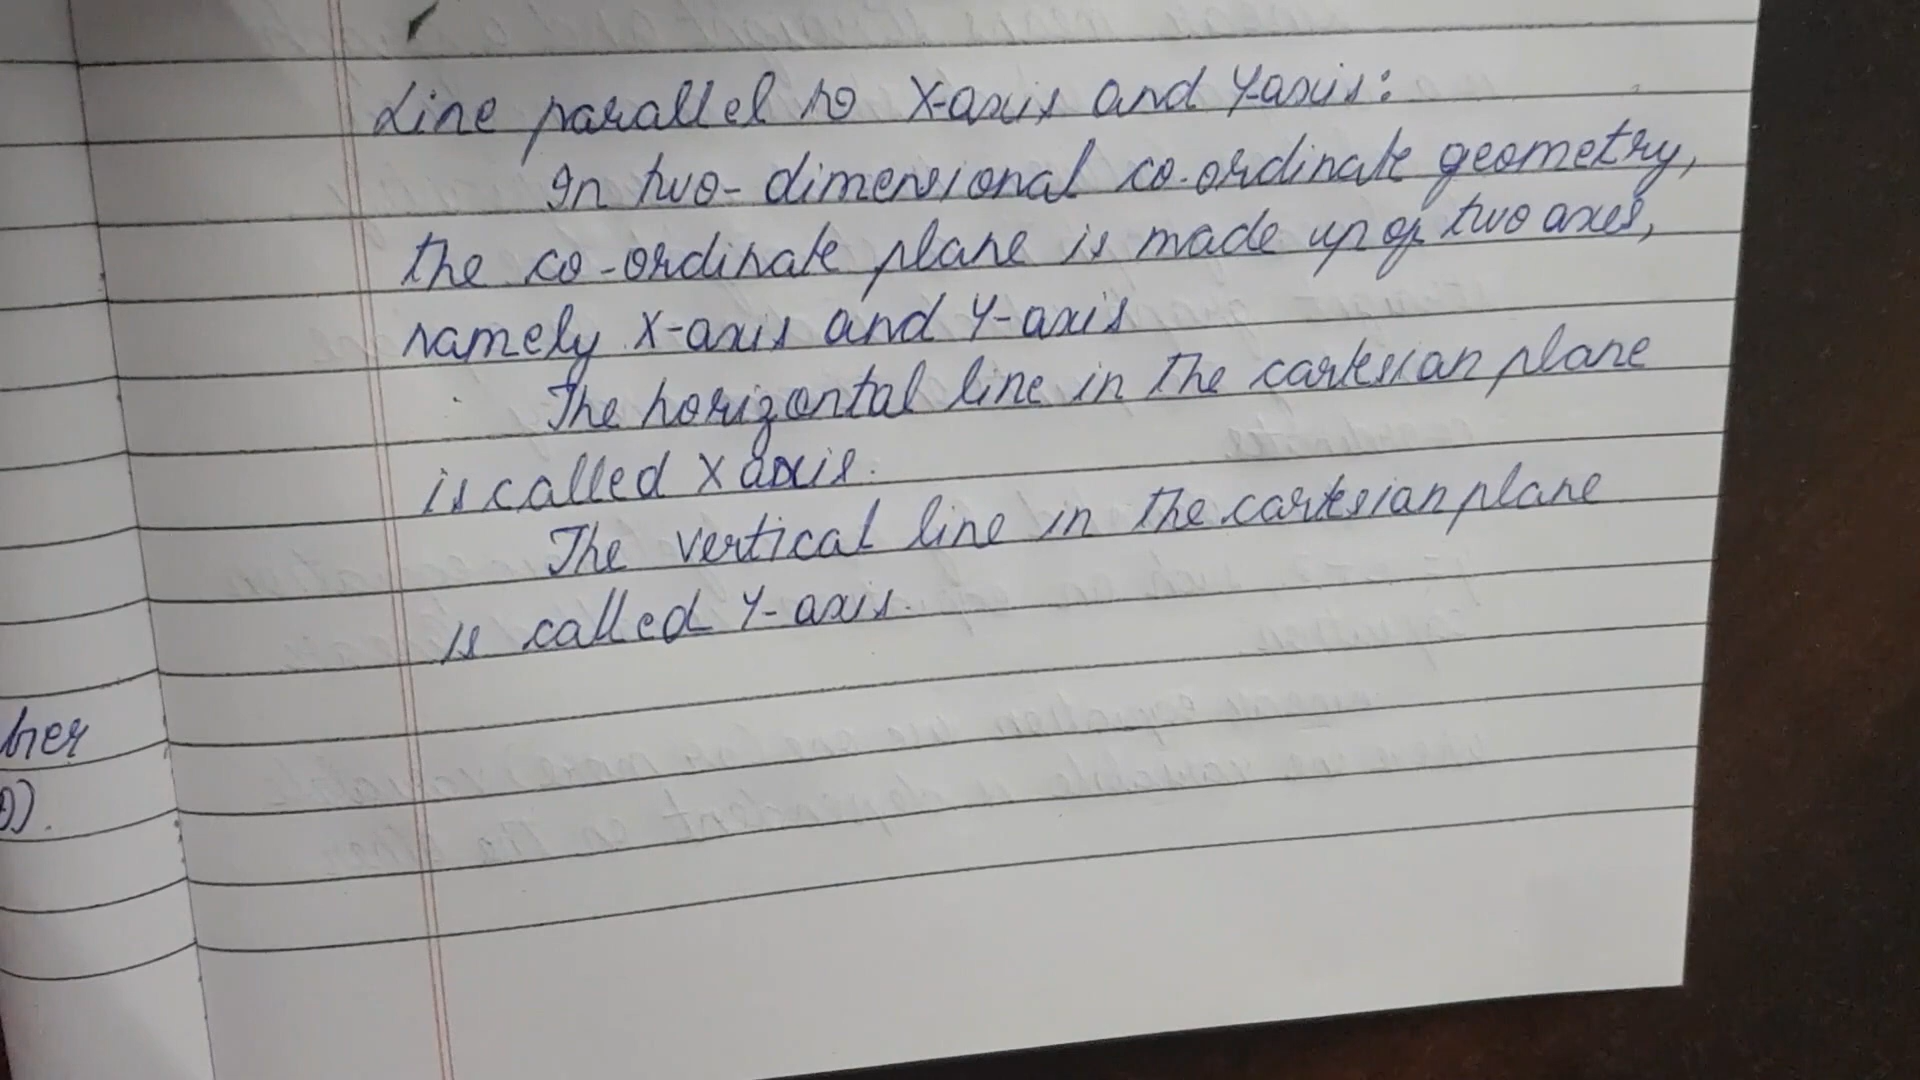 Line parallel to X-axis and Y-axis:
In two-dimensional co-ordinate geometry,
the co-ordinate plane is made up of two axes,
namely X-axis and Y-axis
The horizontal line in the cartesian plane
is called X axis.
The vertical line in the cartesian plane
is called Y-axis.
her